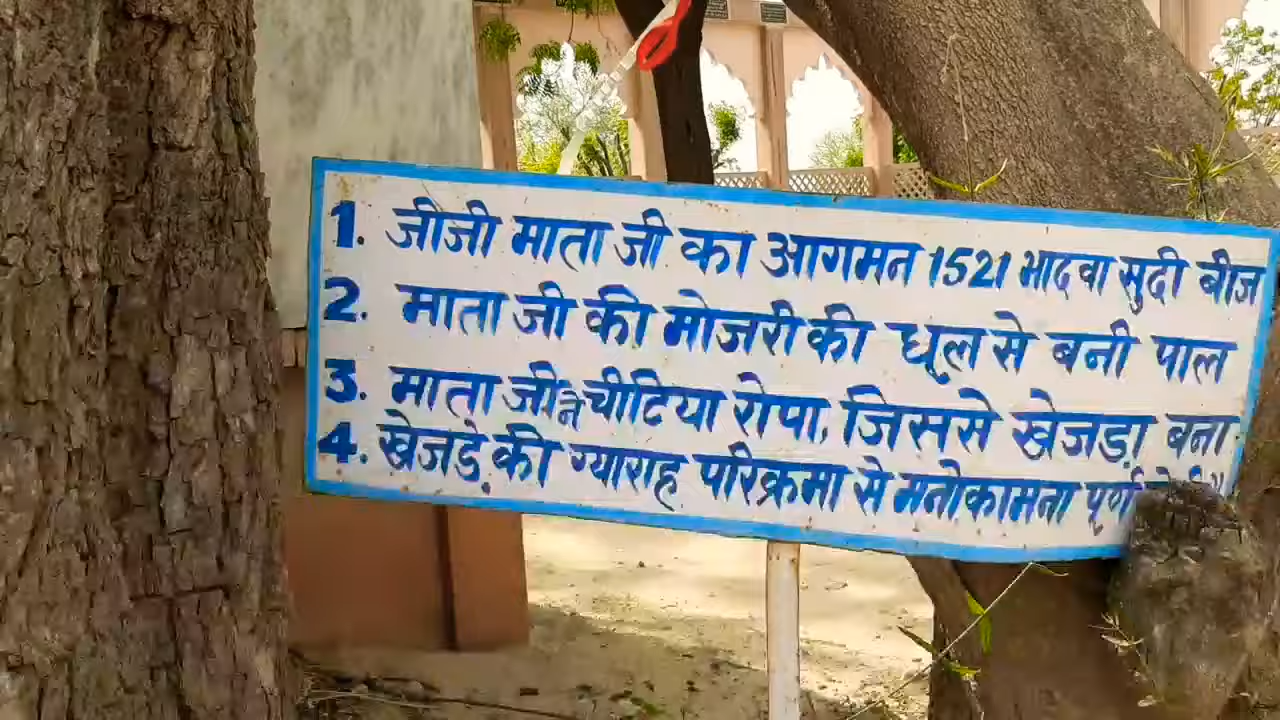 1. जीजी माता जी का आगमन 1521 भादवा सुदी बीज
2. माता जी की मोजरी की धूल से बनी पाल
3. माता जी ने चीटिया रोपा, जिससे खेजड़ा बना
4. खेजड़े की ग्यारह परिक्रमा से मनोकामना पूर्ण